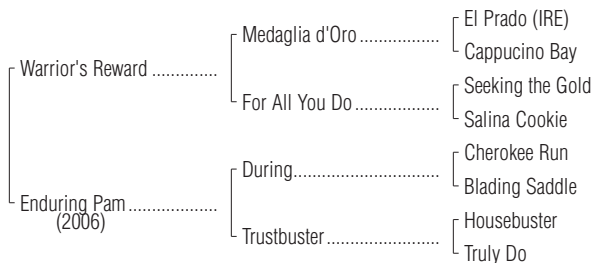 El Prado (IRE)
Medaglia d'Oro ..................
Cappucino Bay
Warrior's Reward ..............
Seeking the Gold
For All You Do ...................
Salina Cookie
Cherokee Run
During................................
Blading Saddle
Enduring Pam...................
(2006)
Housebuster
Trustbuster .........................
Truly Do